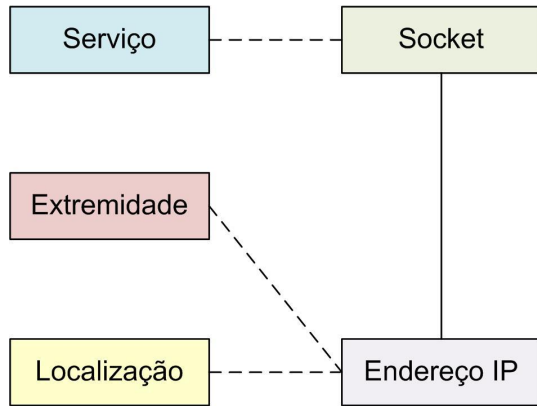 Serviço
Socket
Extremidade
Localização
Endereço IP